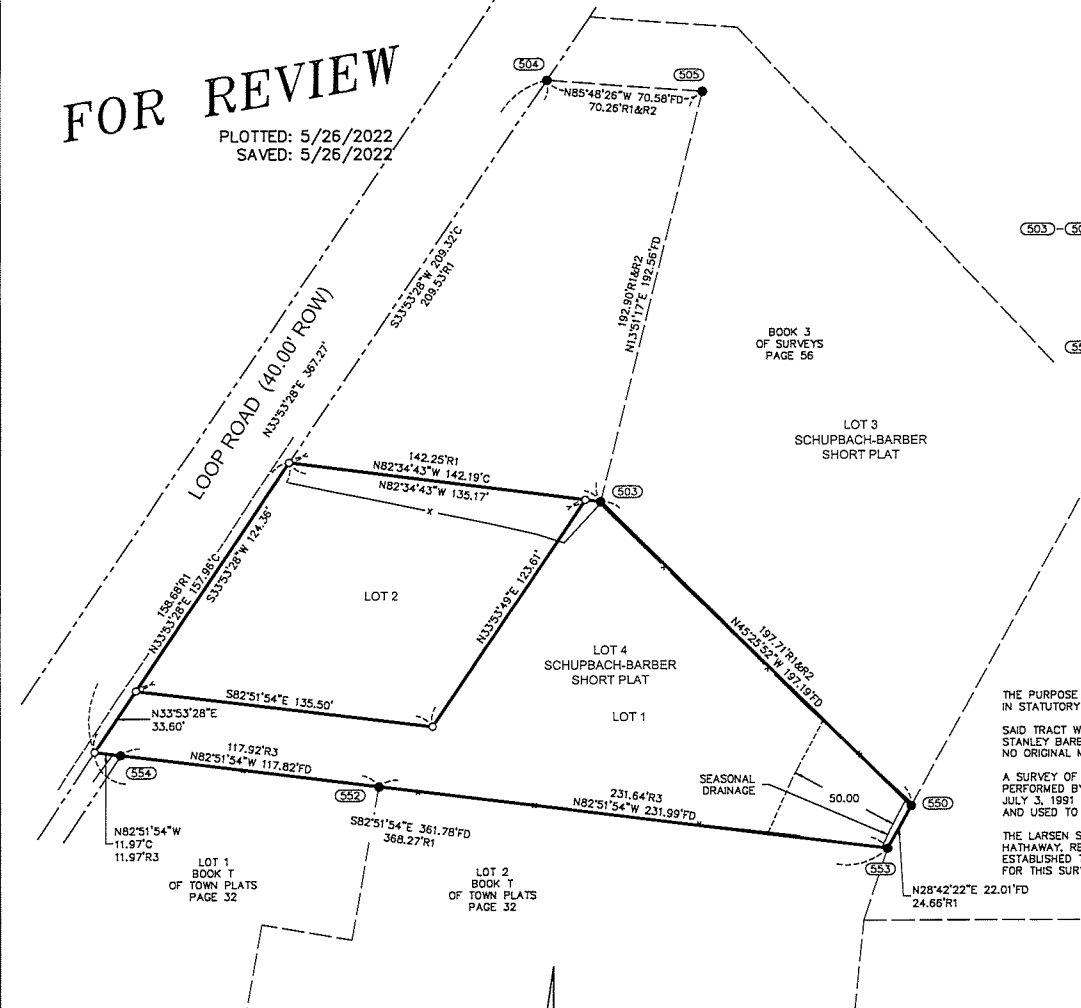 FOR REVIEW
PLOTTED: 5/26/2022
SAVED: 5/26/2022
504
505
N85°48'26"W 70.58'FD
70.26'R1&R2
503
S33°53'28"W 209.32'C
209.53'R1
192.90'R1&R2
N13°51'17"E 192.56'FD
LOOP ROAD (40.00' ROW)
N33°53'28"E 367.27'
BOOK 3
OF SURVEYS
PAGE 56
LOT 3
SCHUPBACH-BARBER
SHORT PLAT
142.25'R1
N82°34'43"W 142.19'C
N82°34'43"W 135.17'
x
503
158.68'R1
N33°53'28"E 157.96'C
S33°53'28"W 124.36'
LOT 2
N33°53'49"E 123.61'
197.71'R1&R2
N45°25'52"W 197.19'FD
LOT 4
SCHUPBACH-BARBER
SHORT PLAT
LOT 1
S82°51'54"E 135.50'
N33°53'28"E
33.60'
117.92'R3
N82°51'54"W 117.82'FD
554
552
SEASONAL
DRAINAGE
50.00
550
231.64'R3
N82°51'54"W 231.99'FD
553
N82°51'54"W
11.97'C
11.97'R3
S82°51'54"E 361.78'FD
368.27'R1
LOT 1
BOOK T
OF TOWN PLATS
PAGE 32
LOT 2
BOOK T
OF TOWN PLATS
PAGE 32
N28°42'22"E 22.01'FD
24.66'R1
THE PURPOSE
IN STATUTORY
SAID TRACT W
STANLEY BARB
NO ORIGINAL M
A SURVEY OF
PERFORMED BY
JULY 3, 1991
AND USED TO
THE LARSEN S
HATHAWAY, RE
ESTABLISHED T
FOR THIS SUR